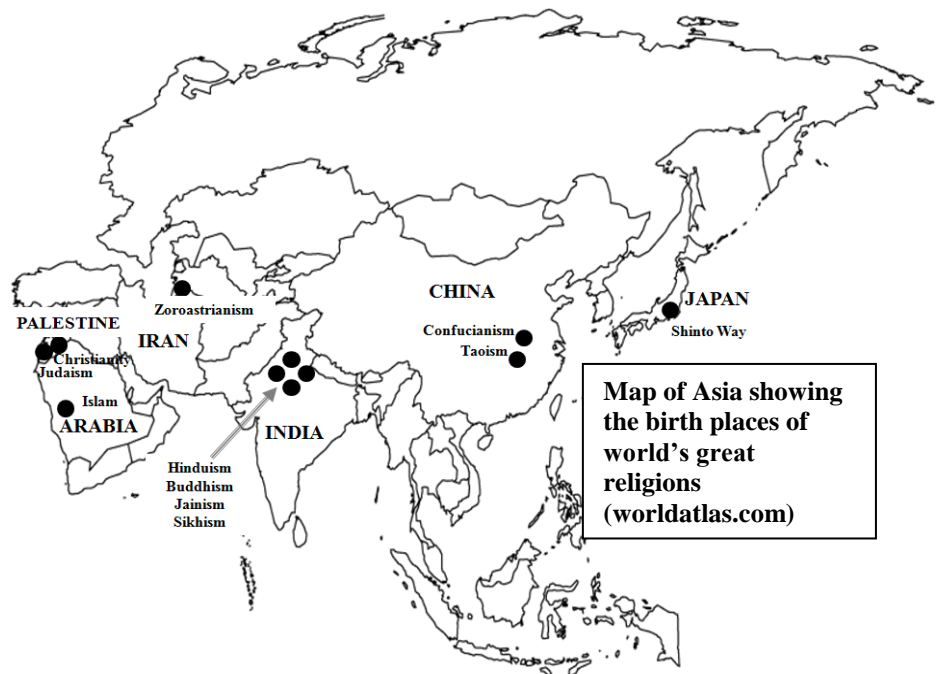 CHINA
JAPAN
Zoroastrianism
PALESTINE
Confucianism
Shinto Way
IRAN
Taoism
Christianity
Judaism
Islam
ARABIA
INDIA
Hinduism
Buddhism
Jainism
Sikhism
Map of Asia showing
the birth places of
world’s great
religions
(worldatlas.com)